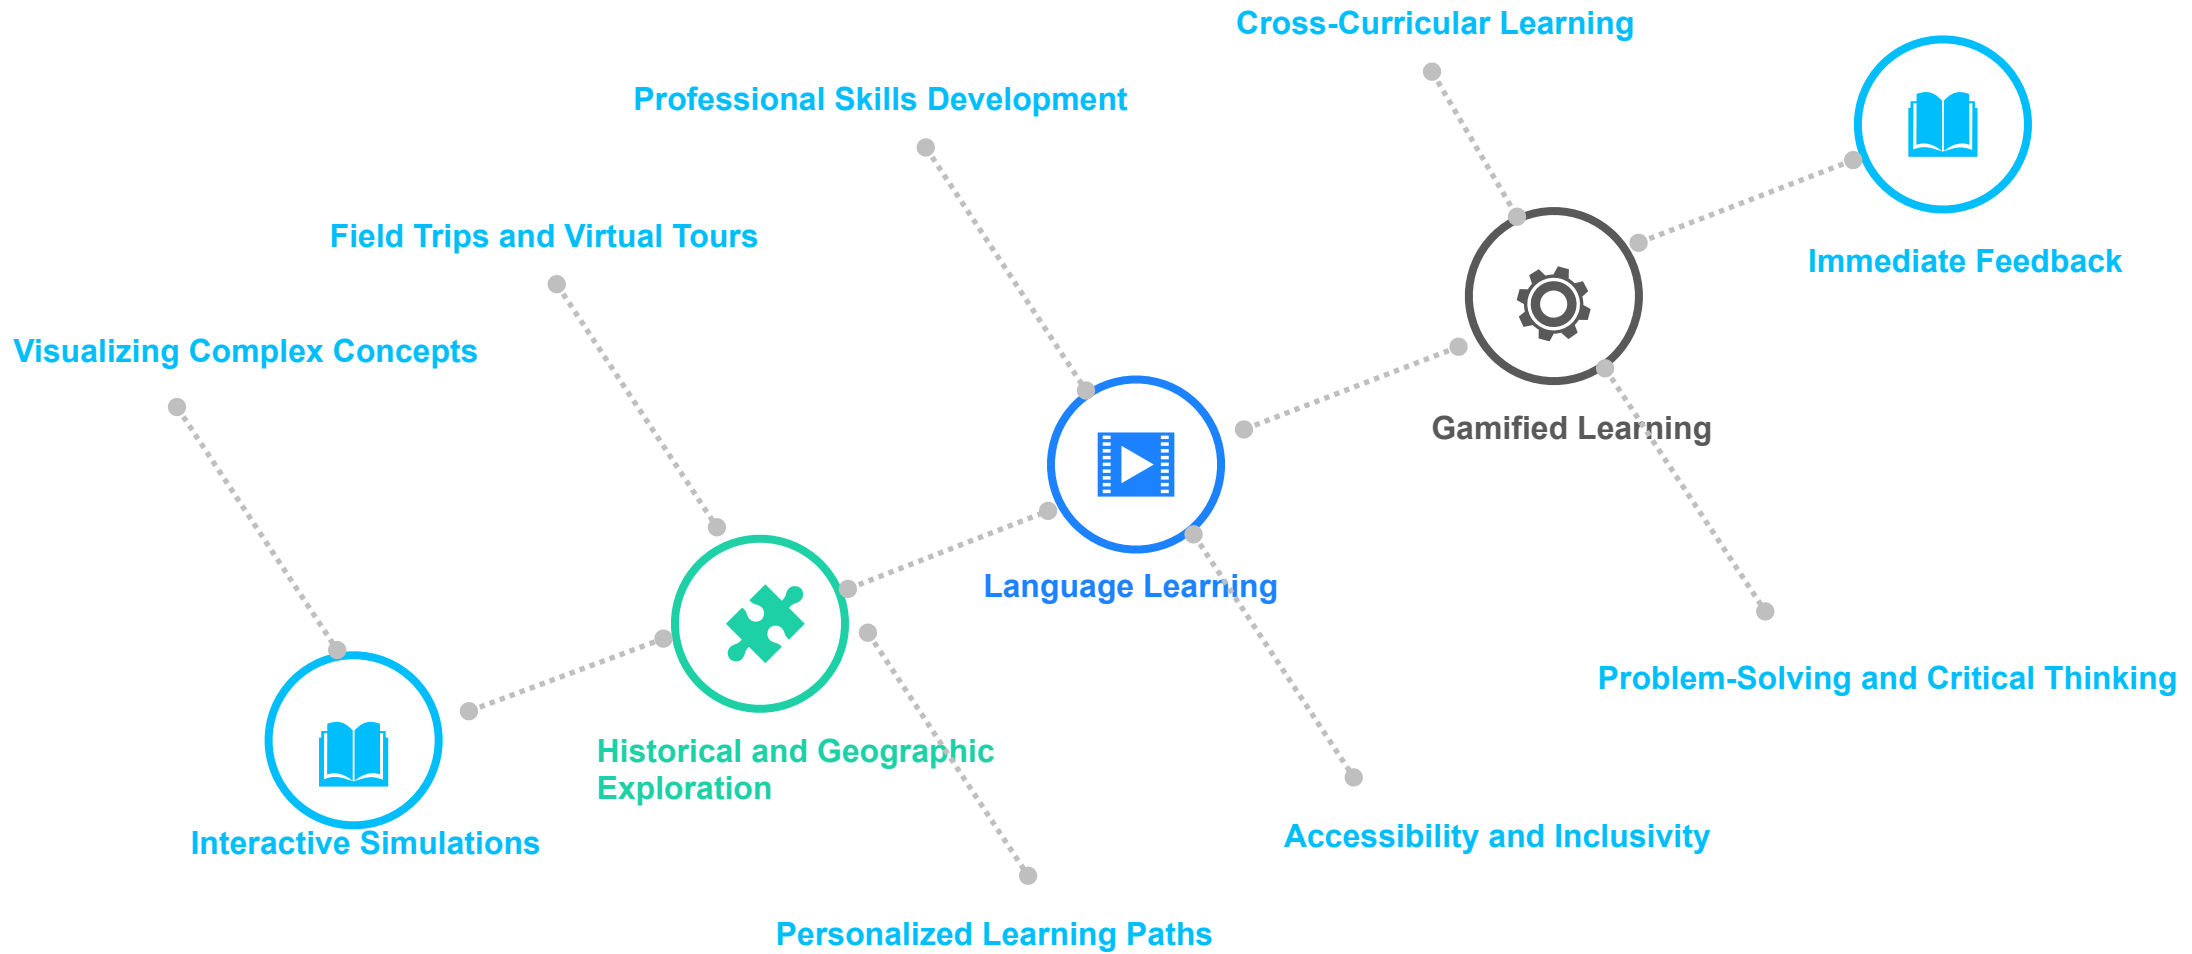 Cross-Curricular Learning
Professional Skills Development
Field Trips and Virtual Tours
Immediate Feedback
Visualizing Complex Concepts
Gamified Learning
Language Learning
Problem-Solving and Critical Thinking
Historical and Geographic
Exploration
Interactive Simulations
Accessibility and Inclusivity
Personalized Learning Paths